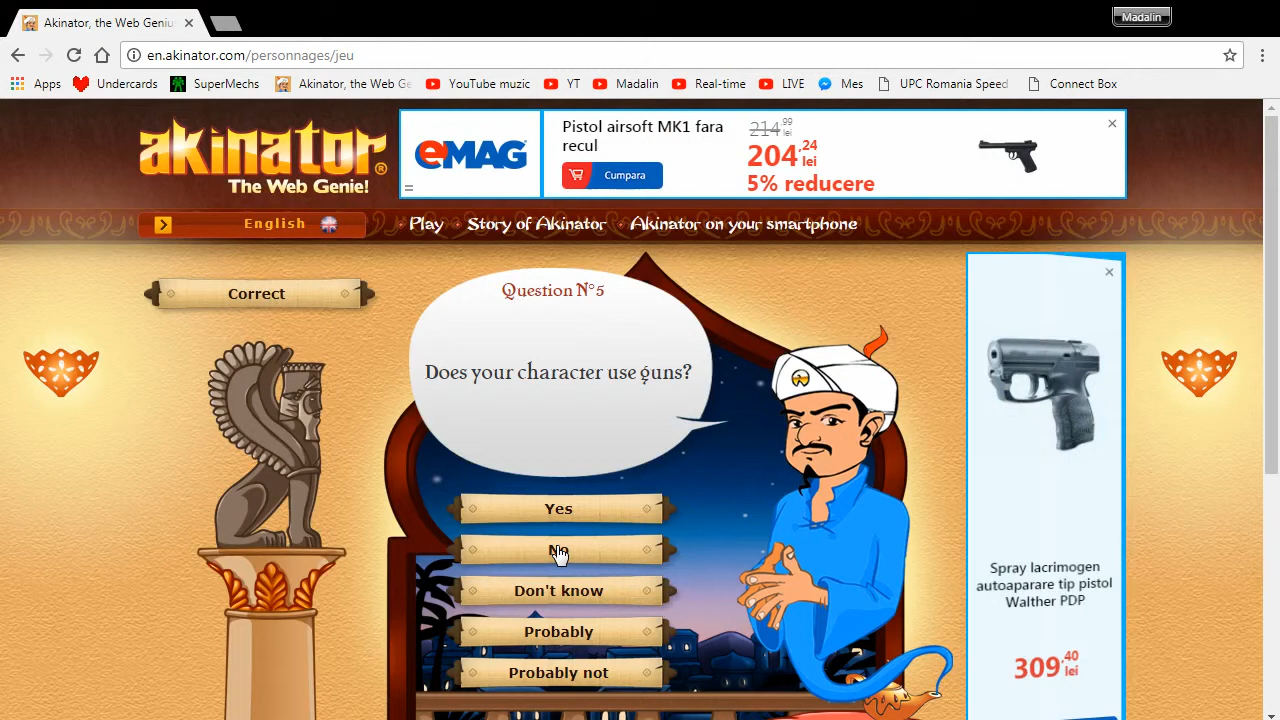 Akinator, the Web Genius
Madalin
en.akinator.com/personnages/jeu
Apps
Undercards
SuperMechs
Akinator, the Web Ge
YouTube muzic
YT
Madalin
Real-time
LIVE
Mes
UPC Romania Speed
Connect Box
akinator®
The Web Genie!
eMAG
Pistol airsoft MK1 fara
recul
Cumpara
214,99 lei
204,24 lei
5% reducere
English
Play
Story of Akinator
Akinator on your smartphone
Correct
Question N°5
Does your character use guns?
Yes
No
Don't know
Probably
Probably not
Spray lacrimogen
autoaparare tip pistol
Walther PDP
309,40 lei